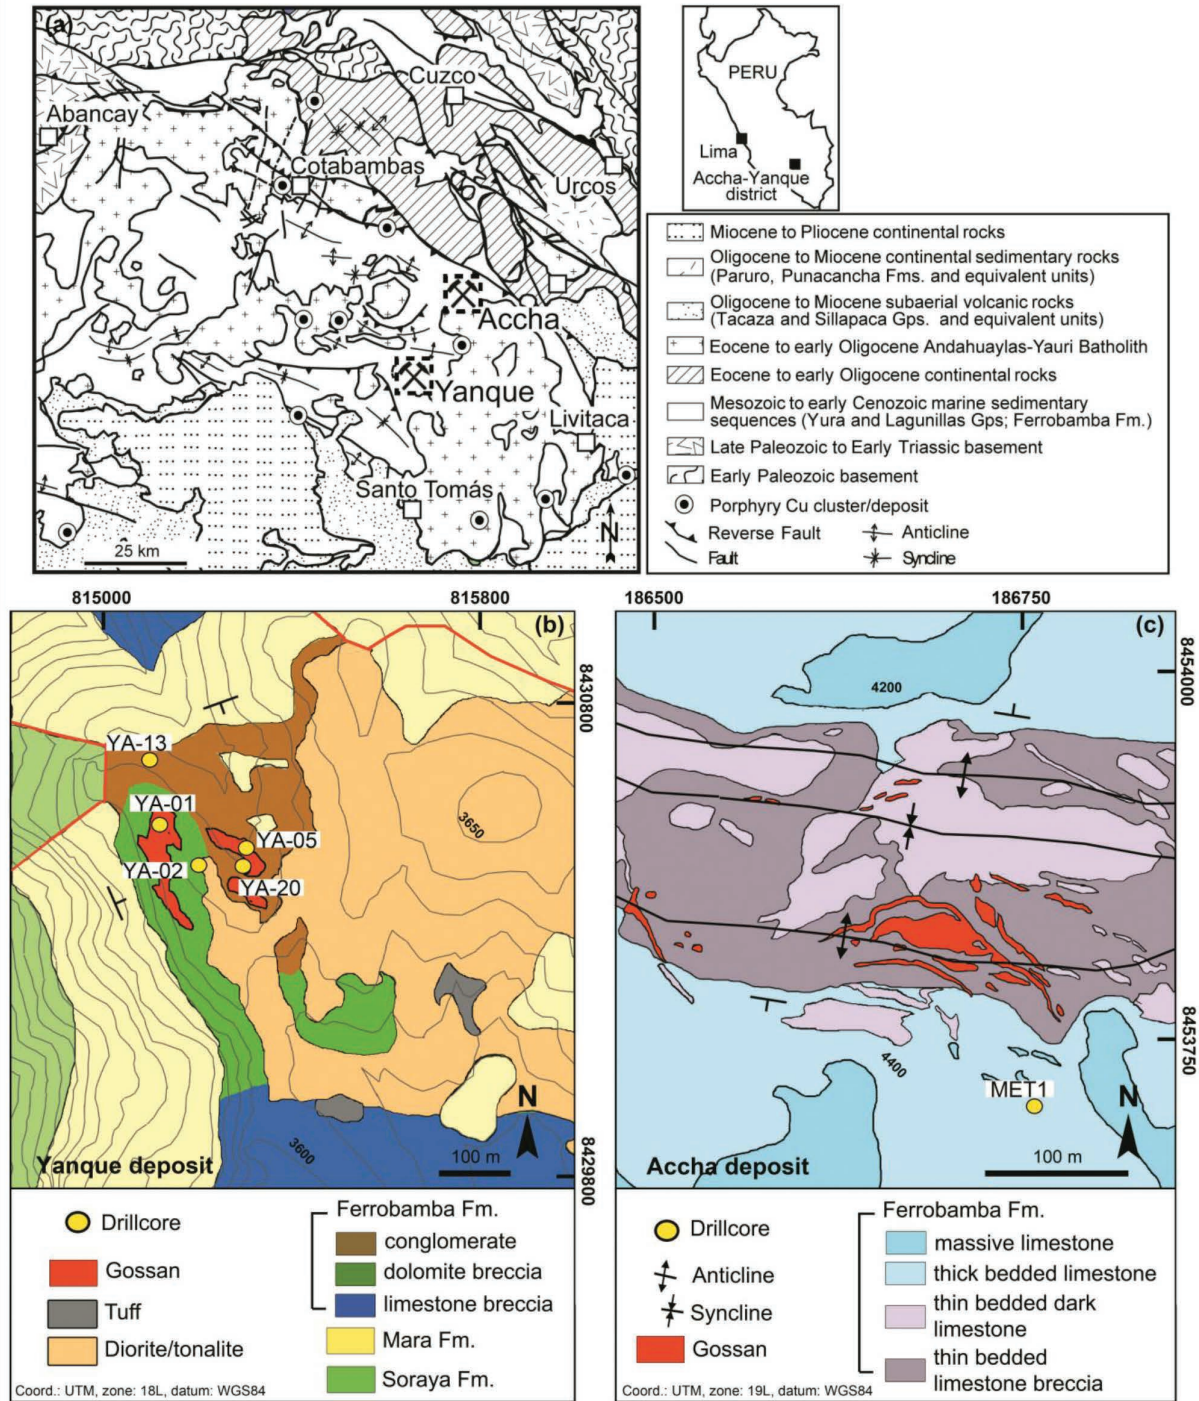 (a)
Cuzco
Abancay
Cotabambas
Urcos
Accha
Yanque
Livitaca
Santo Tomás
25 km
N
PERU
Lima
Accha-Yanque
district
Miocene to Pliocene continental rocks
Oligocene to Miocene continental sedimentary rocks
(Paruro, Punacancha Fms. and equivalent units)
Oligocene to Miocene subaerial volcanic rocks
(Tacaza and Sillapaca Gps. and equivalent units)
Eocene to early Oligocene Andahuaylas-Yauri Batholith
Eocene to early Oligocene continental rocks
Mesozoic to early Cenozoic marine sedimentary
sequences (Yura and Lagunillas Gps; Ferrobamba Fm.)
Late Paleozoic to Early Triassic basement
Early Paleozoic basement
Porphyry Cu cluster/deposit
Reverse Fault
Anticline
Fault
Syncline
815000
815800
(b)
8430800
YA-13
YA-01
YA-05
YA-02
YA-20
3650
3600
N
Yanque deposit
100 m
8429800
Drillcore
Gossan
Tuff
Diorite/tonalite
Ferrobamba Fm.
conglomerate
dolomite breccia
limestone breccia
Mara Fm.
Soraya Fm.
Coord.: UTM, zone: 18L, datum: WGS84
186500
186750
(c)
4200
8454000
4400
8453750
MET1
N
Accha deposit
100 m
Drillcore
Anticline
Syncline
Gossan
Ferrobamba Fm.
massive limestone
thick bedded limestone
thin bedded dark
limestone
thin bedded
limestone breccia
Coord.: UTM, zone: 19L, datum: WGS84